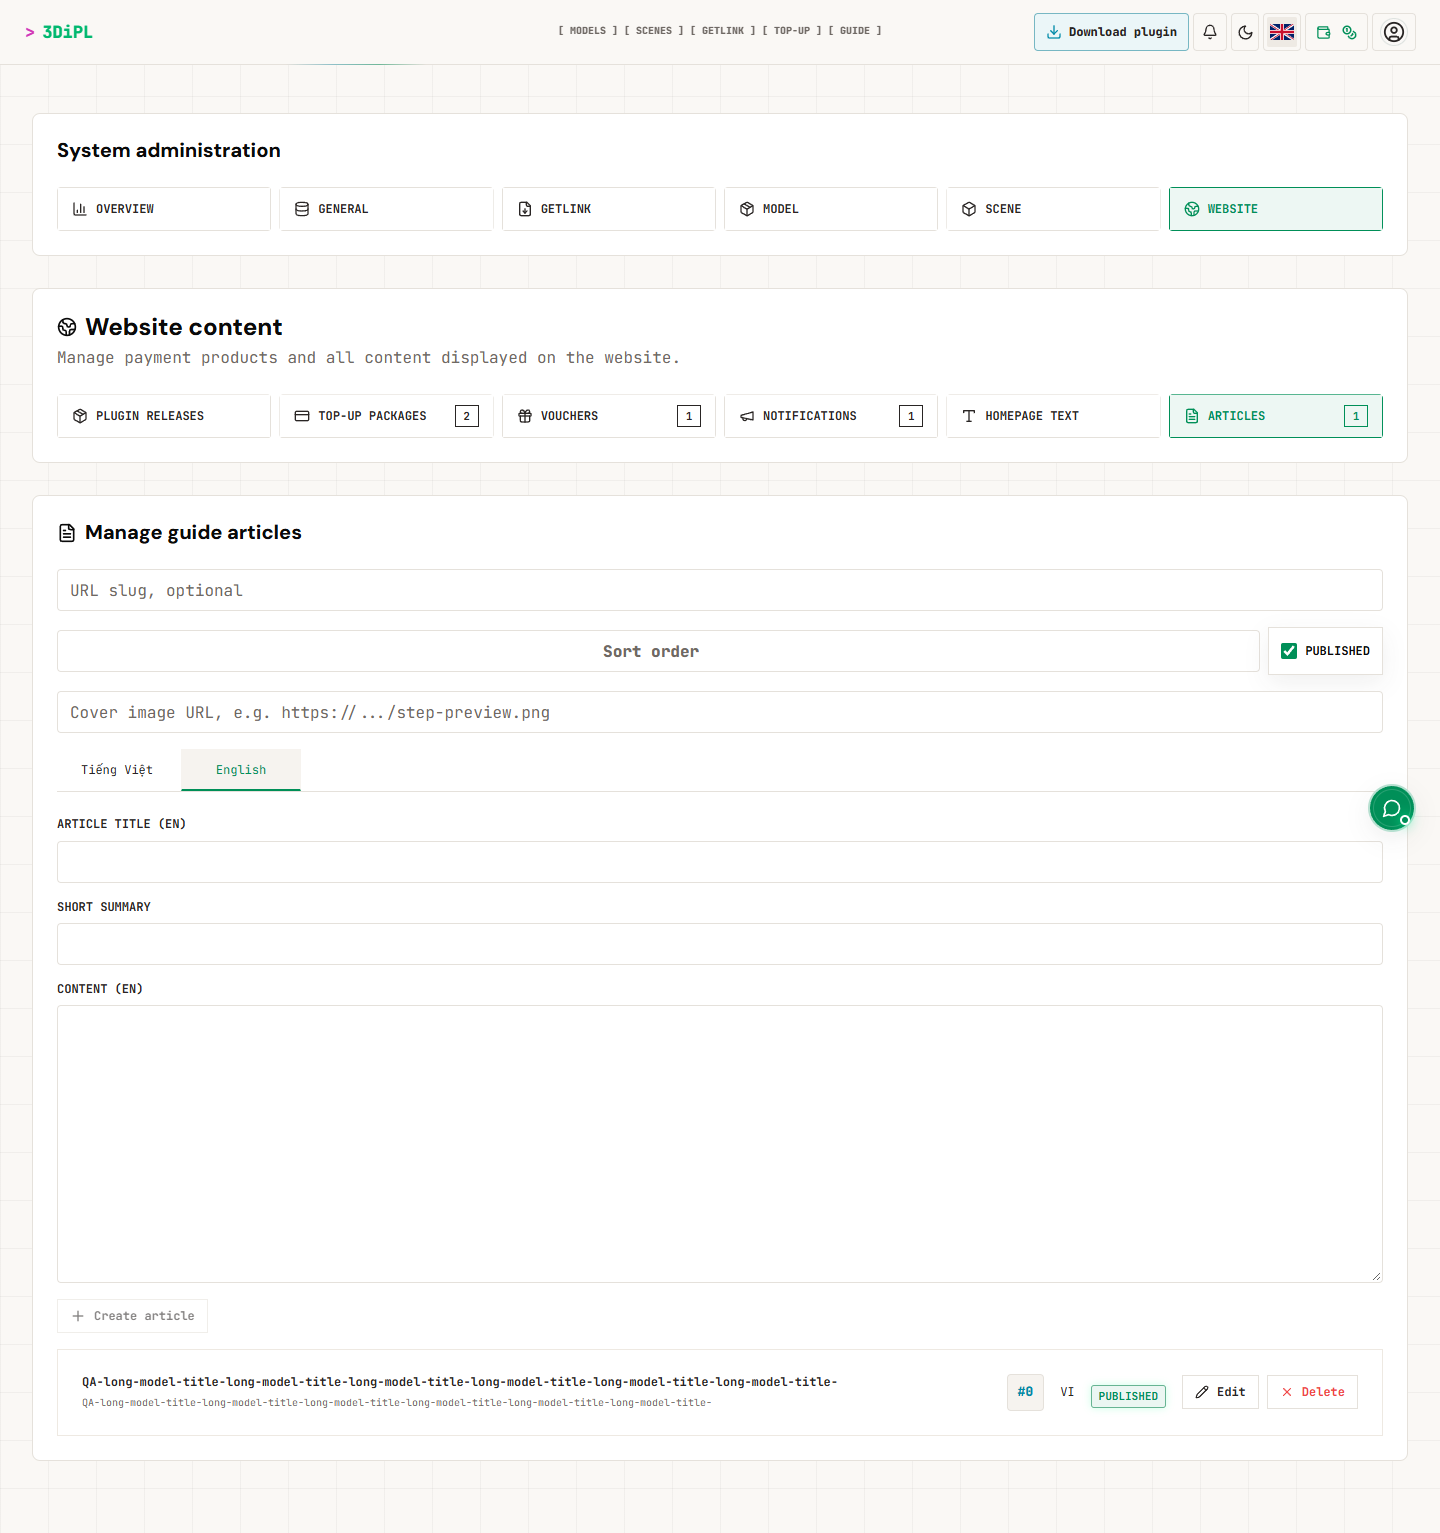 > 3DiPL
[ MODELS ] [ SCENES ] [ GETLINK ] [ TOP-UP ] [ GUIDE ]
Download plugin
System administration
OVERVIEW
GENERAL
GETLINK
MODEL
SCENE
WEBSITE
Website content
Manage payment products and all content displayed on the website.
PLUGIN RELEASES
TOP-UP PACKAGES 2
VOUCHERS 1
NOTIFICATIONS 1
HOMEPAGE TEXT
ARTICLES 1
Manage guide articles
URL slug, optional
Sort order
PUBLISHED
Cover image URL, e.g. https://.../step-preview.png
Tiếng Việt
English
ARTICLE TITLE (EN)
SHORT SUMMARY
CONTENT (EN)
Create article
QA-long-model-title-long-model-title-long-model-title-long-model-title-long-model-title-long-model-title-
QA-long-model-title-long-model-title-long-model-title-long-model-title-long-model-title-long-model-title-
#0
VI
PUBLISHED
Edit
Delete